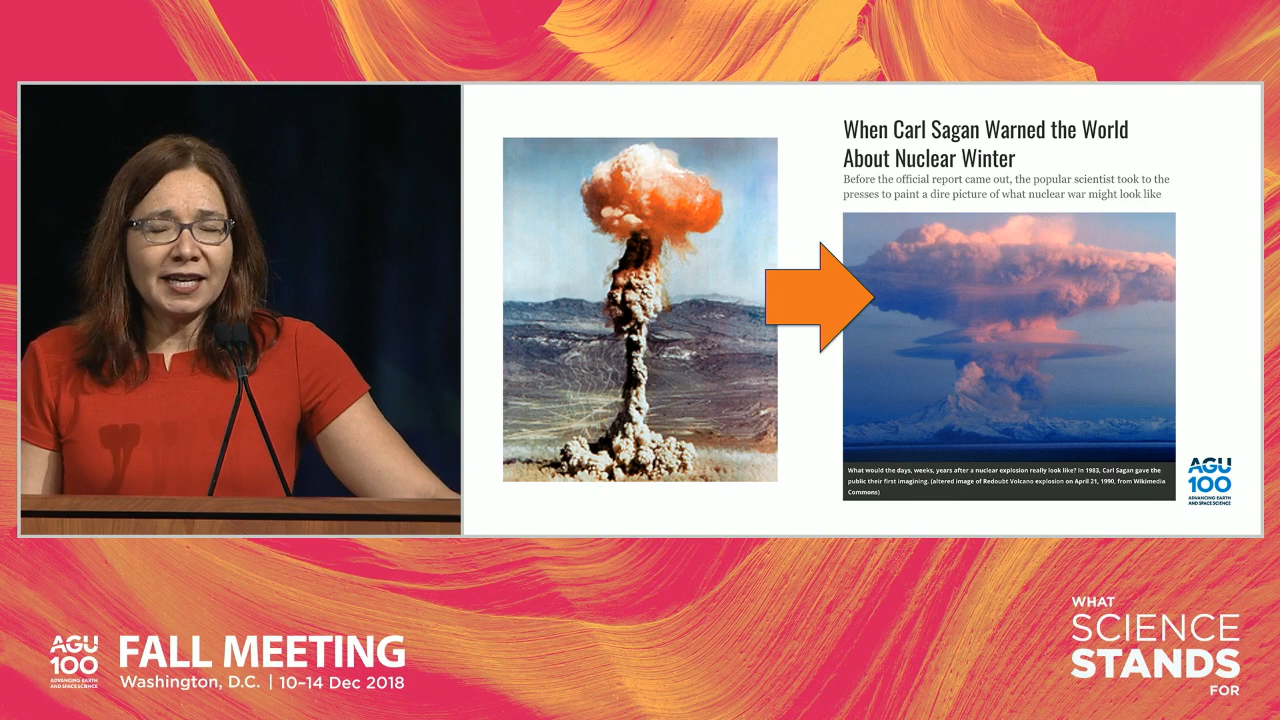 When Carl Sagan Warned the World
About Nuclear Winter
Before the official report came out, the popular scientist took to the
presses to paint a dire picture of what nuclear war might look like
What would the days, weeks, years after a nuclear explosion really look like? In 1983, Carl Sagan gave the
public their first imagining. (altered image of Redoubt Volcano explosion on April 21, 1990, from Wikimedia
Commons)
AGU
100
ADVANCING EARTH
AND SPACE SCIENCE
AGU
100
ADVANCING EARTH
AND SPACE SCIENCE
FALL MEETING
Washington, D.C. | 10–14 Dec 2018
WHAT
SCIENCE
STANDS
FOR